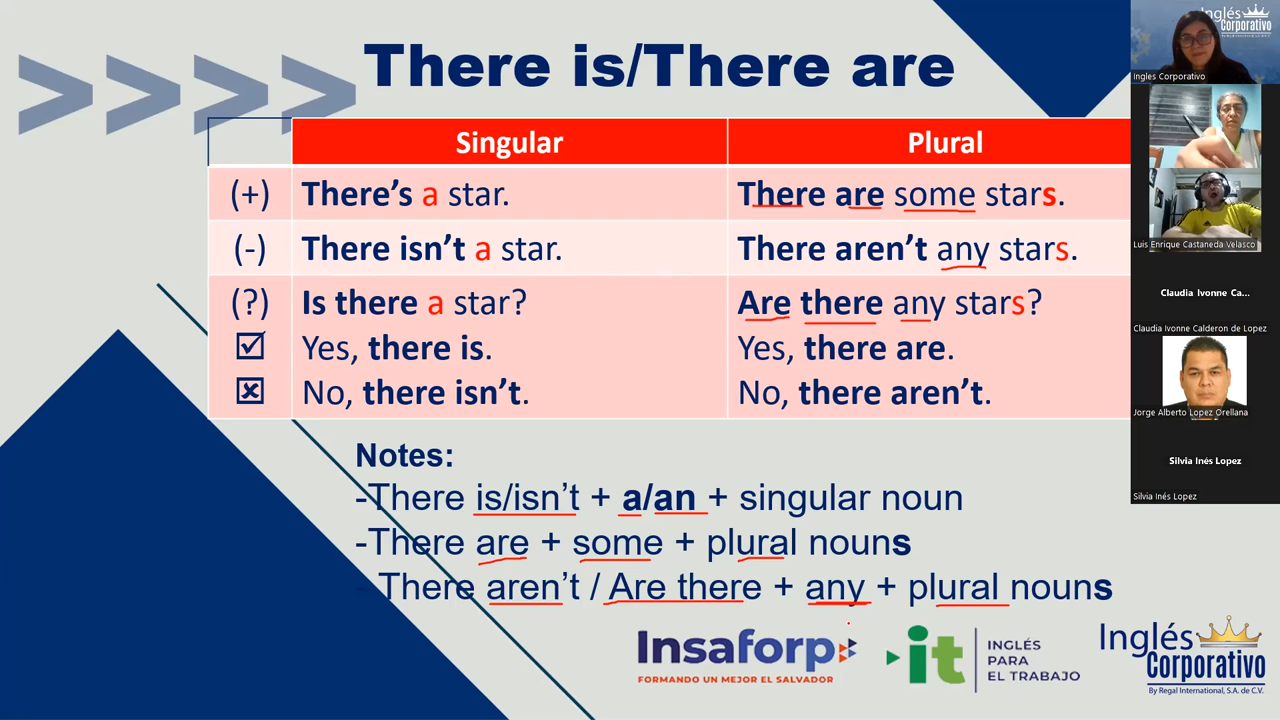 There is/There are
Singular Plural
(+) There's a star. There are some stars.
(-) There isn't a star. There aren't any stars.
(?) Is there a star? Are there any stars?
Yes, there is. Yes, there are.
No, there isn't. No, there aren't.
Notes:
-There is/isn't + a/an + singular noun
-There are + some + plural nouns
- There aren't / Are there + any + plural nouns
Insaforp
FORMANDO UN MEJOR EL SALVADOR
it
INGLÉS
PARA
EL TRABAJO
Inglés
Corporativo
By Regal International, S.A. de C.V.
Inglés
Corporativo
Ingles Corporativo
Luis Enrique Castaneda Velasco
Claudia Ivonne Ca...
Claudia Ivonne Calderon de Lopez
Jorge Alberto Lopez Orellana
Silvia Inés Lopez
Silvia Inés Lopez